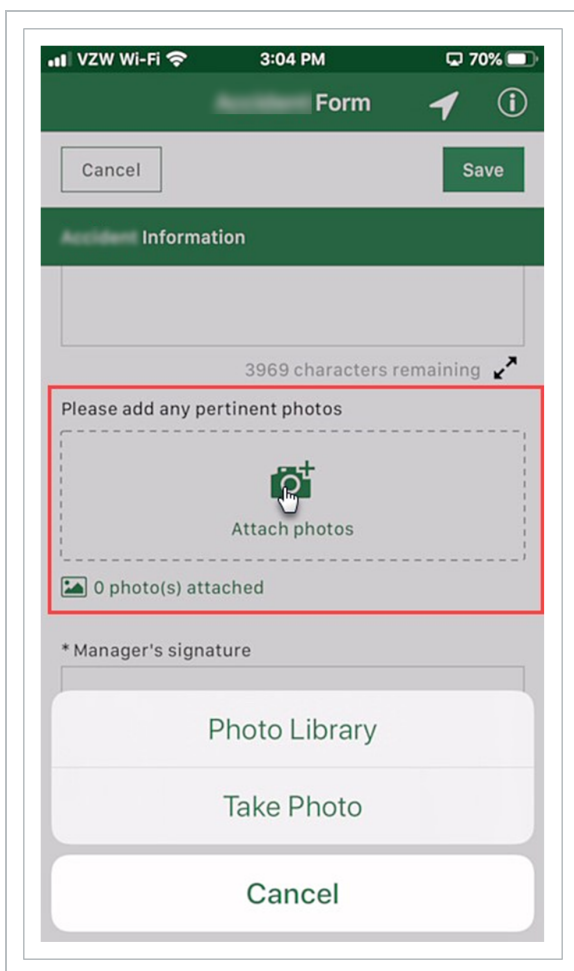 VZW Wi-Fi 3:04 PM 70%
Form
Cancel Save
Information
3969 characters remaining
Please add any pertinent photos
Attach photos
0 photo(s) attached
* Manager's signature
Photo Library
Take Photo
Cancel